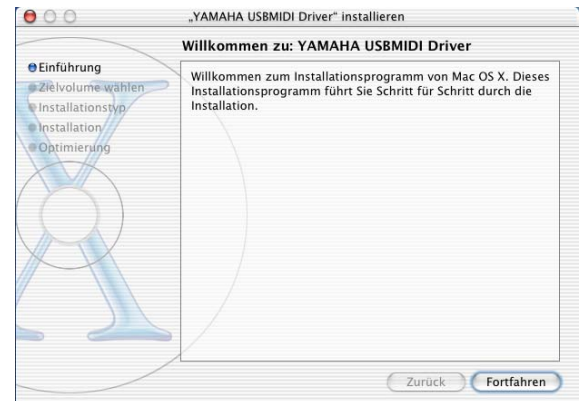 „YAMAHA USBMIDI Driver“ installieren
Willkommen zu: YAMAHA USBMIDI Driver
Einführung
Zielvolume wählen
Installationstyp
Installation
Optimierung
Willkommen zum Installationsprogramm von Mac OS X. Dieses
Installationsprogramm führt Sie Schritt für Schritt durch die
Installation.
Zurück
Fortfahren